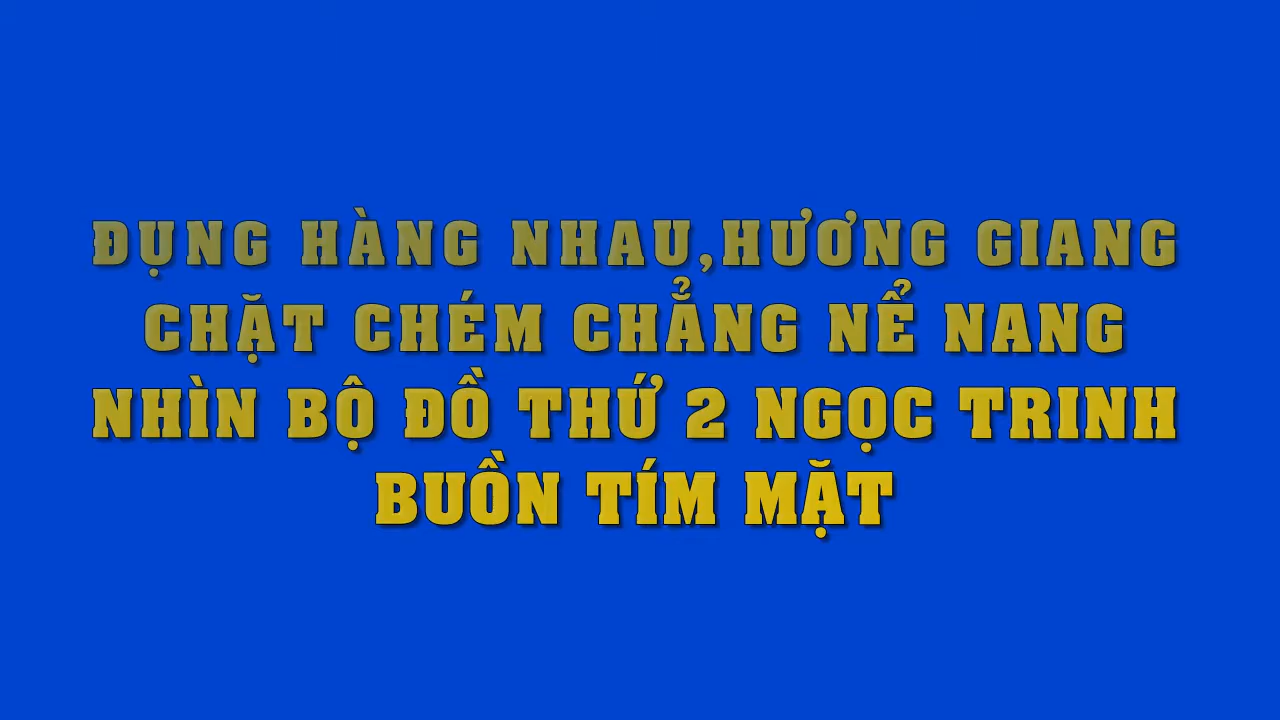 ĐỤNG HÀNG NHAU,HƯƠNG GIANG
CHẶT CHÉM CHẲNG NỂ NANG
NHÌN BỘ ĐỒ THỨ 2 NGỌC TRINH
BUỒN TÍM MẶT